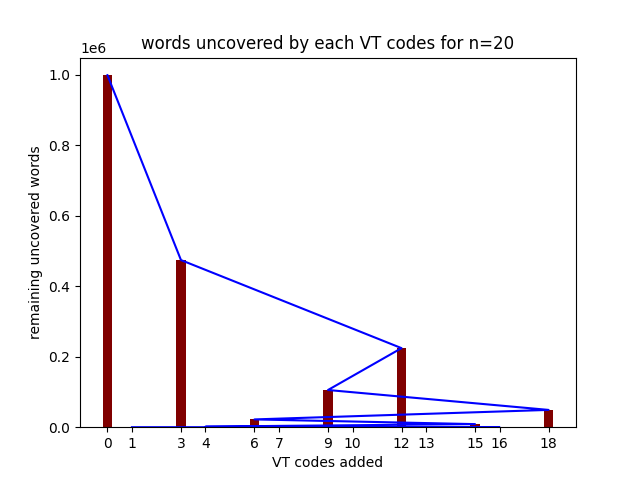 words uncovered by each VT codes for n=20
1e6
1.0
0.8
0.6
0.4
0.2
0.0
remaining uncovered words
0 1 3 4 6 7 9 10 12 13 15 16 18
VT codes added